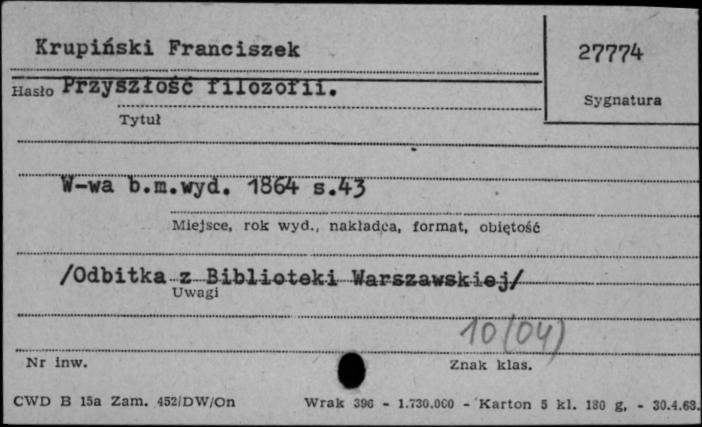 Krupiński Franciszek
27774
Hasło Przyszłość filozofii.
Sygnatura
Tytuł
W-wa b.m.wyd. 1864 s.43
Miejsce, rok wyd., nakładca, format, obiętość
/Odbitka z Biblioteki Warszawskiej/
Uwagi
10(04)
Nr inw.
Znak klas.
CWD B 15a Zam. 452/DW/On Wrak 396 - 1.730.000 - Karton 5 kl. 180 g, - 30.4.68.